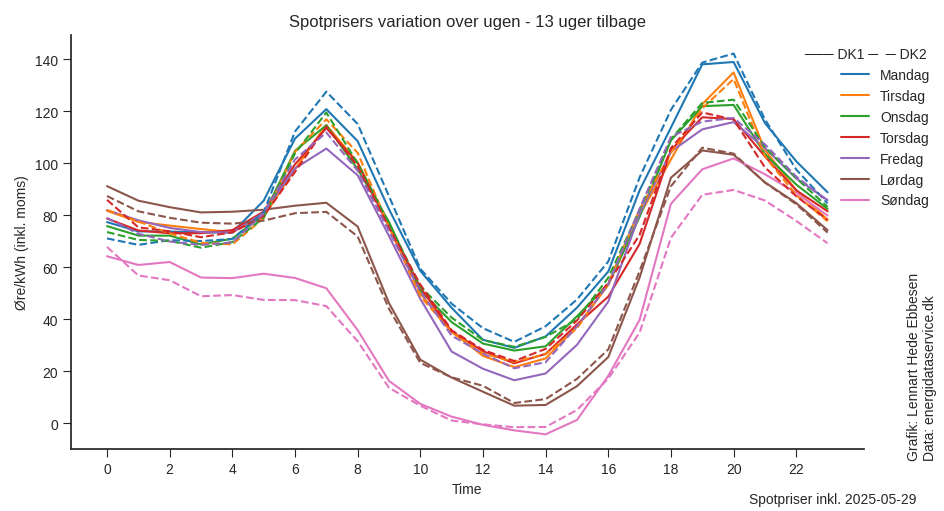 Spotprisers variation over ugen - 13 uger tilbage
Øre/kWh (inkl. moms)
140
120
100
80
60
40
20
0
0 2 4 6 8 10 12 14 16 18 20 22
Time
DK1 DK2
Mandag
Tirsdag
Onsdag
Torsdag
Fredag
Lørdag
Søndag
Grafik: Lennart Hede Ebbesen
Data: energidataservice.dk
Spotpriser inkl. 2025-05-29